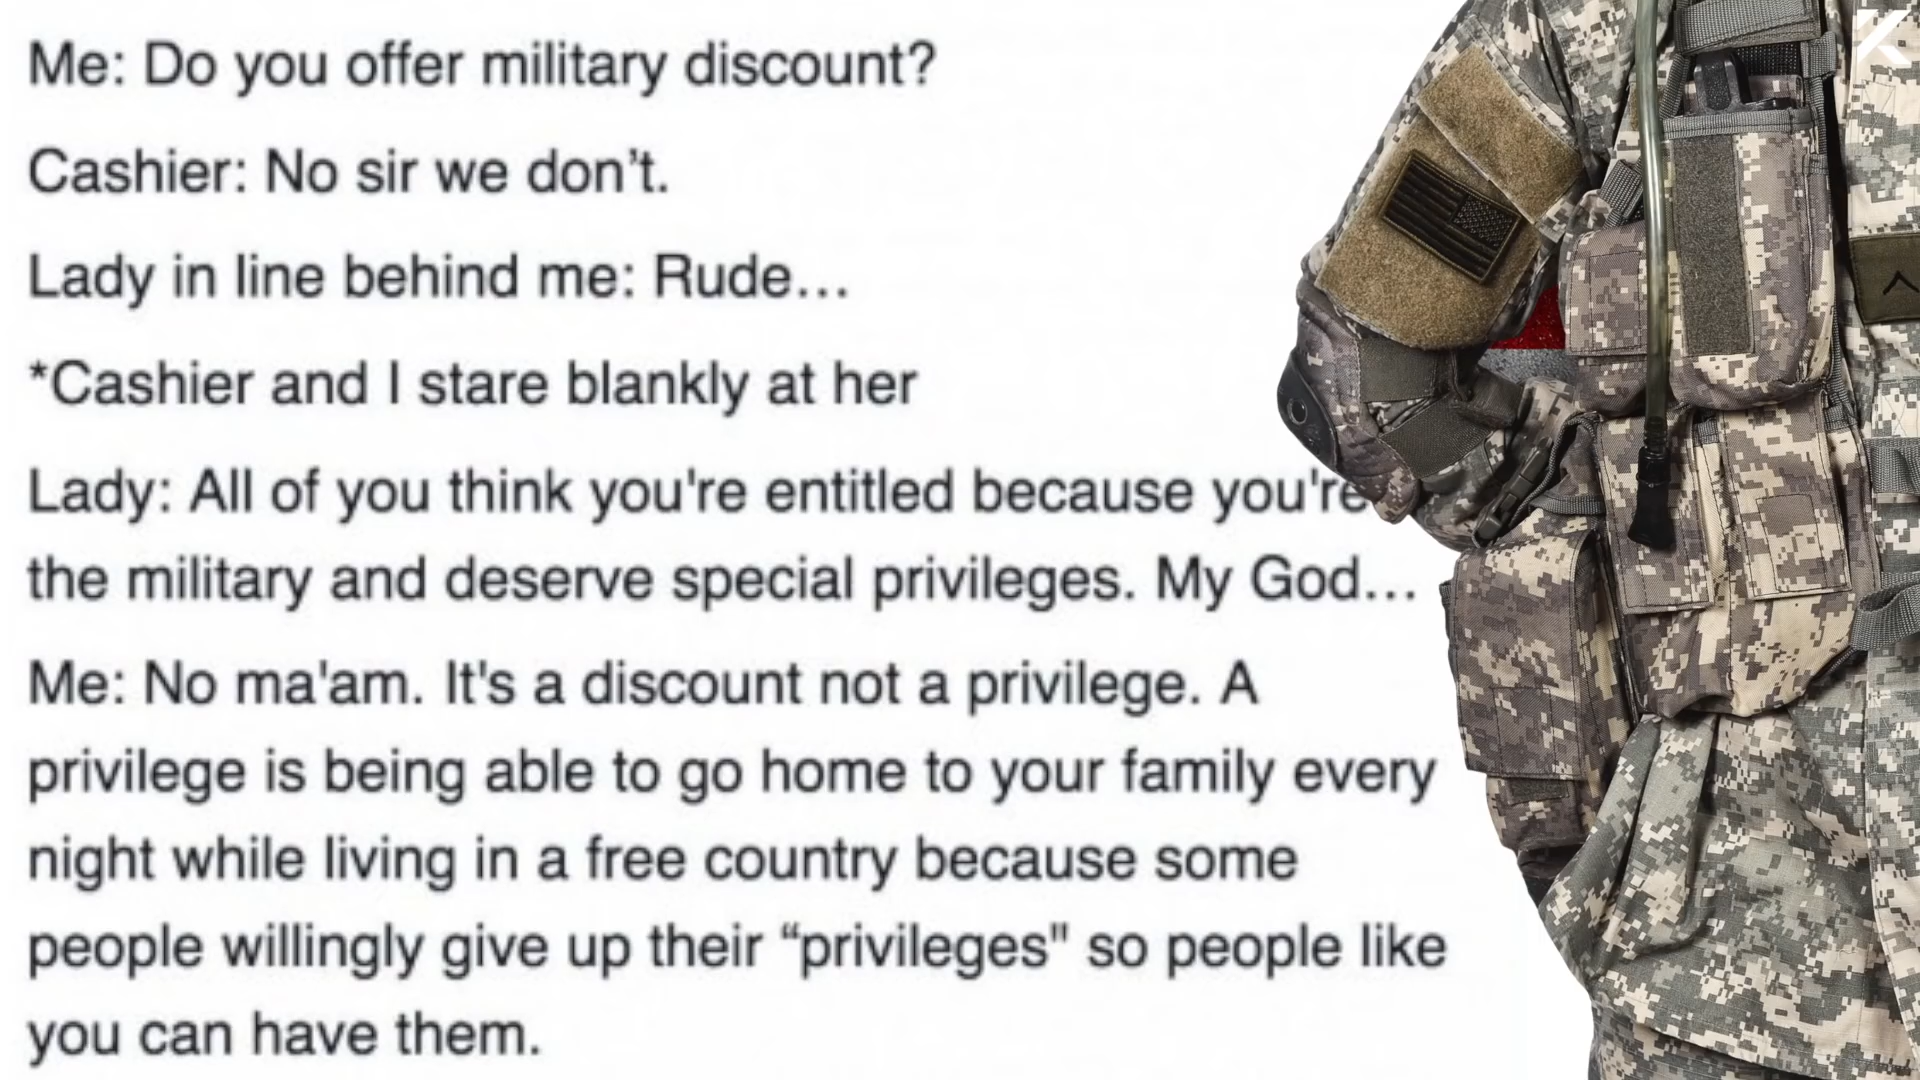 Me: Do you offer military discount?
Cashier: No sir we don’t.
Lady in line behind me: Rude…
*Cashier and I stare blankly at her
Lady: All of you think you're entitled because you're
the military and deserve special privileges. My God…
Me: No ma'am. It's a discount not a privilege. A
privilege is being able to go home to your family every
night while living in a free country because some
people willingly give up their “privileges" so people like
you can have them.